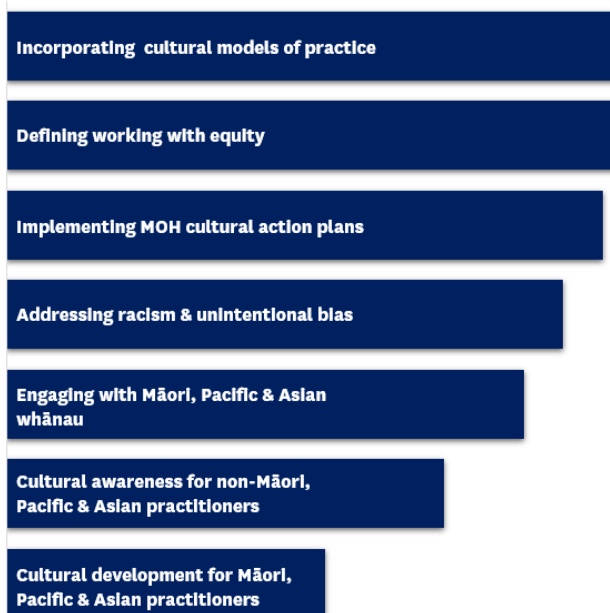 Incorporating  cultural models of practice
Defining working with equity
Implementing MOH cultural action plans
Addressing racism & unintentional bias
Engaging with Māori, Pacific & Asian
whānau
Cultural awareness for non-Māori,
Pacific & Asian practitioners
Cultural development for Māori,
Pacific & Asian practitioners